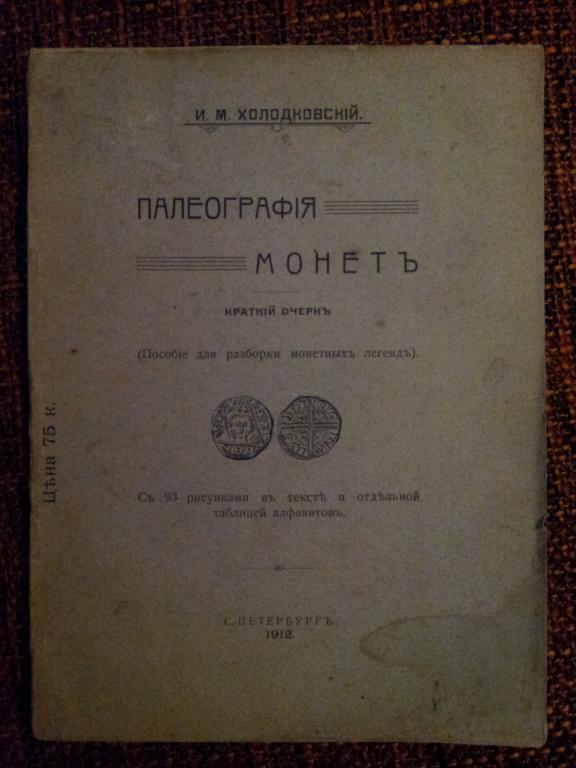 И. М. ХОЛОДКОВСКІЙ.
ПАЛЕОГРАФІЯ
МОНЕТЪ
КРАТКІЙ ОЧЕРКЪ
(Пособіе для разборки монетныхъ легендъ).
Цѣна 75 к.
Съ 93 рисунками въ текстѣ и отдѣльной
таблицей алфавитовъ.
С.-ПЕТЕРБУРГЪ
1912.